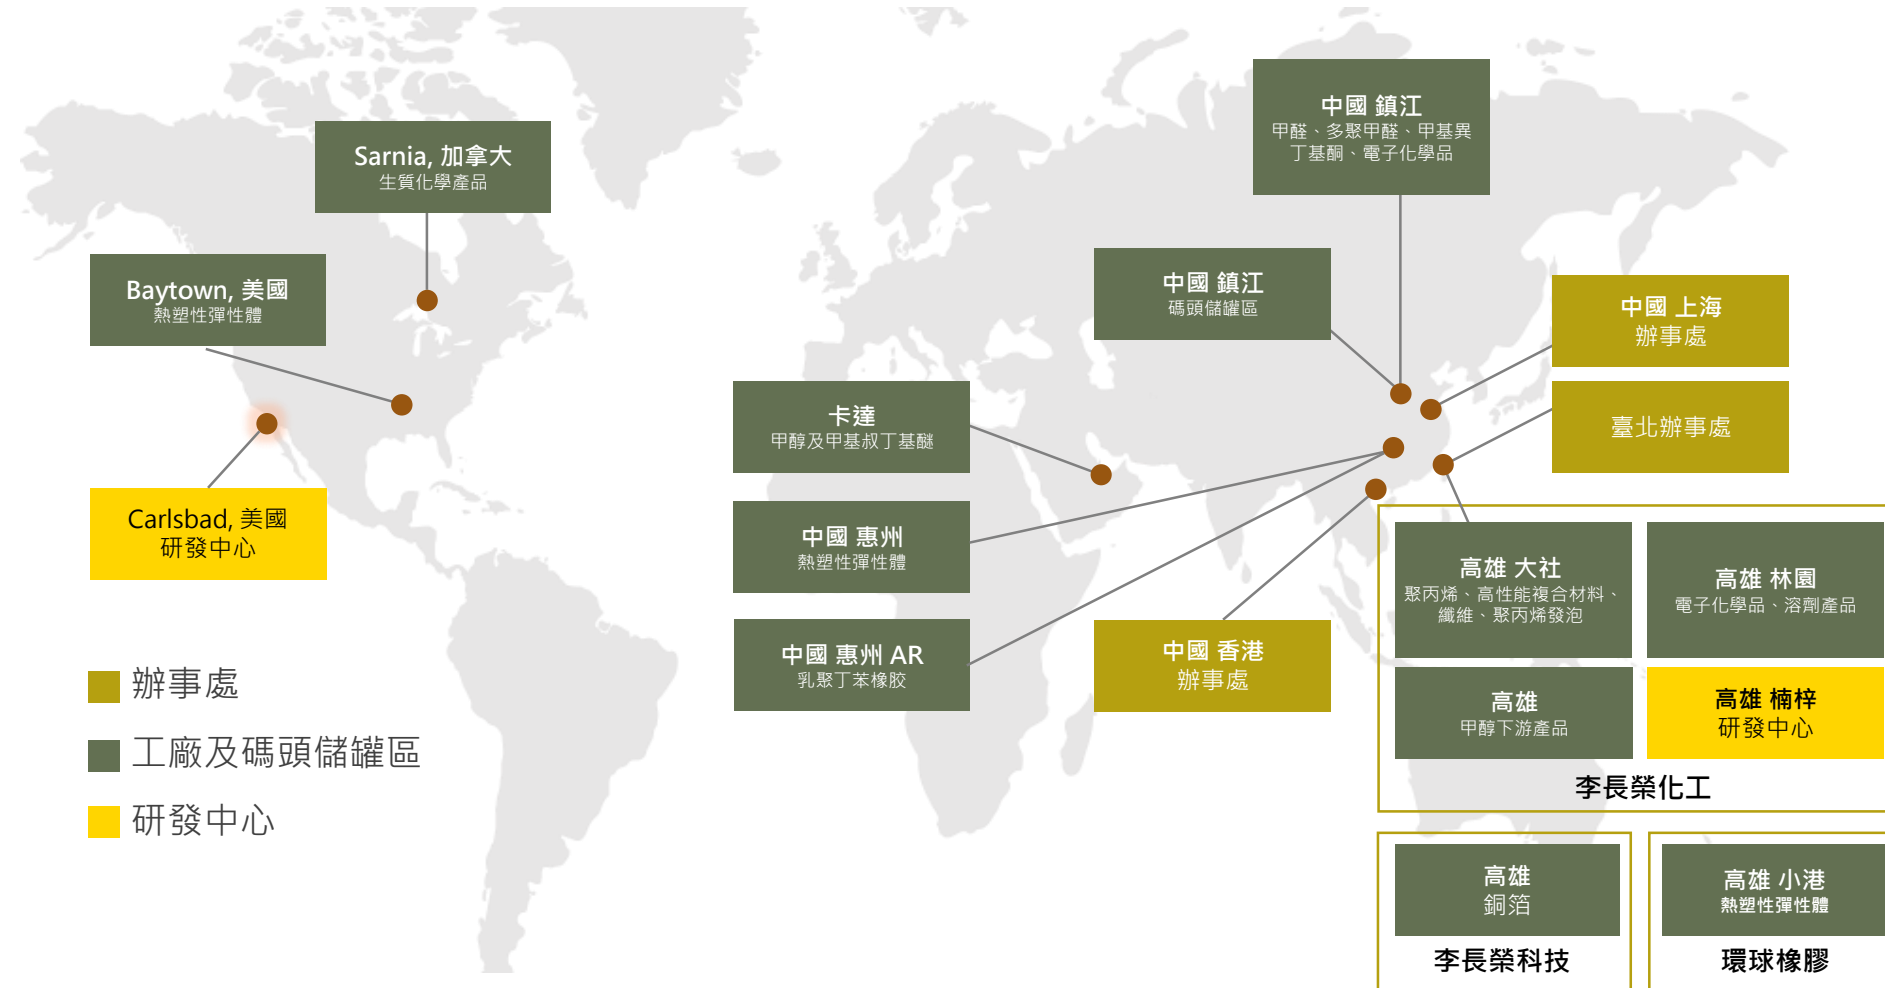 Sarnia, 加拿大
生質化學產品
Baytown, 美國
熱塑性彈性體
Carlsbad, 美國
研發中心
辦事處
工廠及碼頭儲罐區
研發中心
中國 鎮江
甲醛、多聚甲醛、甲基異
丁基酮、電子化學品
中國 鎮江
碼頭儲罐區
中國 上海
辦事處
臺北辦事處
卡達
甲醇及甲基叔丁基醚
中國 惠州
熱塑性彈性體
中國 惠州 AR
乳聚丁苯橡胶
中國 香港
辦事處
高雄 大社
聚丙烯、高性能複合材料、
纖維、聚丙烯發泡
高雄 林園
電子化學品、溶劑產品
高雄
甲醇下游產品
高雄 楠梓
研發中心
李長榮化工
高雄
銅箔
李長榮科技
高雄 小港
熱塑性彈性體
環球橡膠